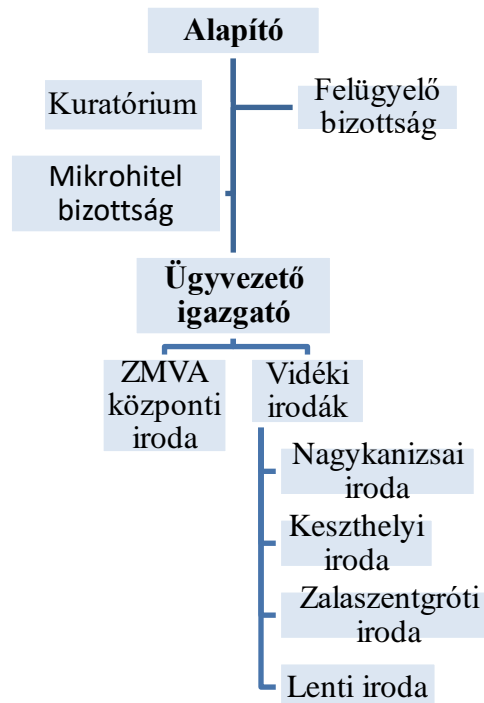 Alapító
Kuratórium
Felügyelő
bizottság
Mikrohitel
bizottság
Ügyvezető
igazgató
ZMVA
központi
iroda
Vidéki
irodák
Nagykanizsai
iroda
Keszthelyi
iroda
Zalaszentgróti
iroda
Lenti iroda